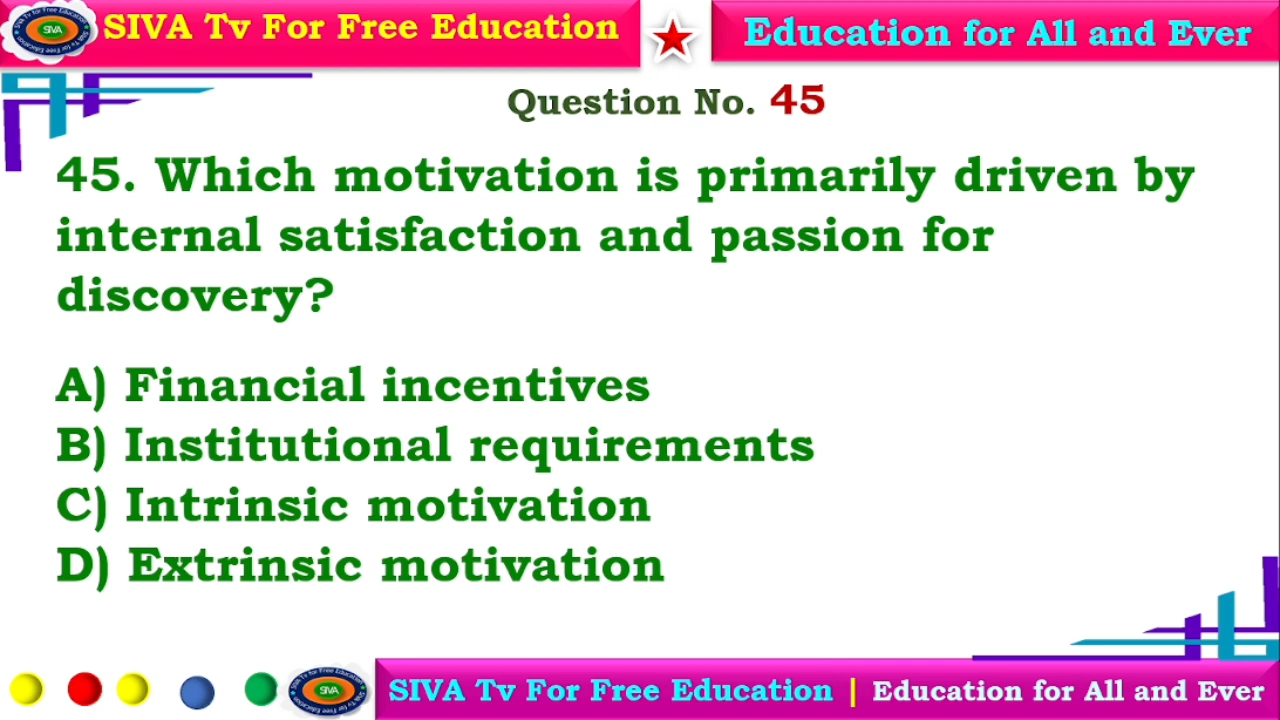 SIVA Tv For Free Education
Education for All and Ever
Question No. 45
45. Which motivation is primarily driven by
internal satisfaction and passion for
discovery?
A) Financial incentives
B) Institutional requirements
C) Intrinsic motivation
D) Extrinsic motivation
SIVA
SIVA Tv For Free Education | Education for All and Ever
SIVA